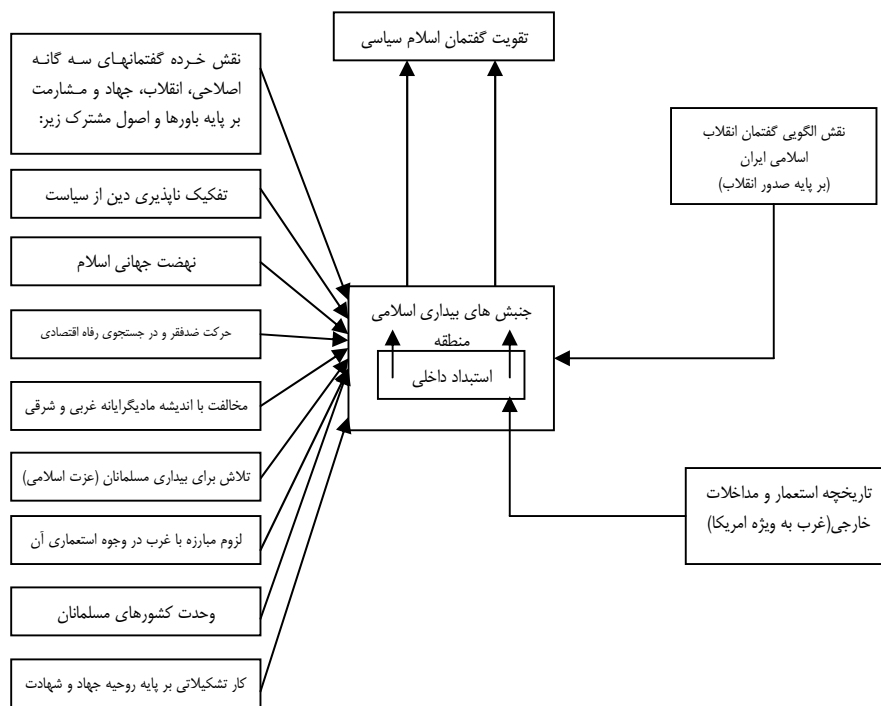 تقویت گفتمان اسلام سیاسی
نقش خرده گفتمانهای سه گانه
اصلاحی، انقلاب، جهاد و مشارمت
بر پایه باورها و اصول مشترک زیر:
تفکیک ناپذیری دین از سیاست
نهضت جهانی اسلام
حرکت ضدفقر و در جستجوی رفاه اقتصادی
مخالفت با اندیشه مادیگرایانه غربی و شرقی
تلاش برای بیداری مسلمانان (عزت اسلامی)
لزوم مبارزه با غرب در وجوه استعماری آن
وحدت کشورهای مسلمانان
کار تشکیلاتی بر پایه روحیه جهاد و شهادت
جنبش های بیداری اسلامی
منطقه
استبداد داخلی
نقش الگویی گفتمان انقلاب
اسلامی ایران
(بر پایه صدور انقلاب)
تاریخچه استعمار و مداخلات
خارجی(غرب به ویژه امریکا)